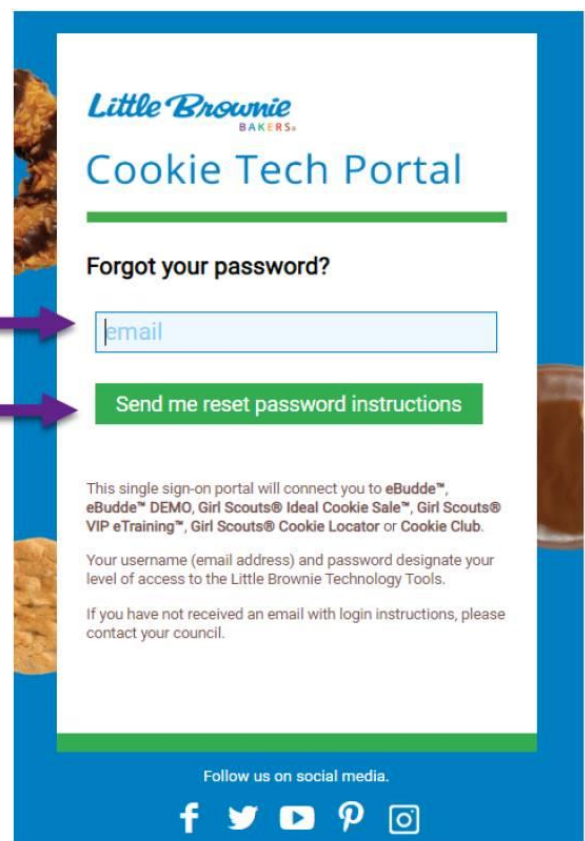 Little Brownie
BAKERS®
Cookie Tech Portal
Forgot your password?
email
Send me reset password instructions
This single sign-on portal will connect you to eBudde™,
eBudde™ DEMO, Girl Scouts® Ideal Cookie Sale™, Girl Scouts®
VIP eTraining™, Girl Scouts® Cookie Locator or Cookie Club.
Your username (email address) and password designate your
level of access to the Little Brownie Technology Tools.
If you have not received an email with login instructions, please
contact your council.
Follow us on social media.